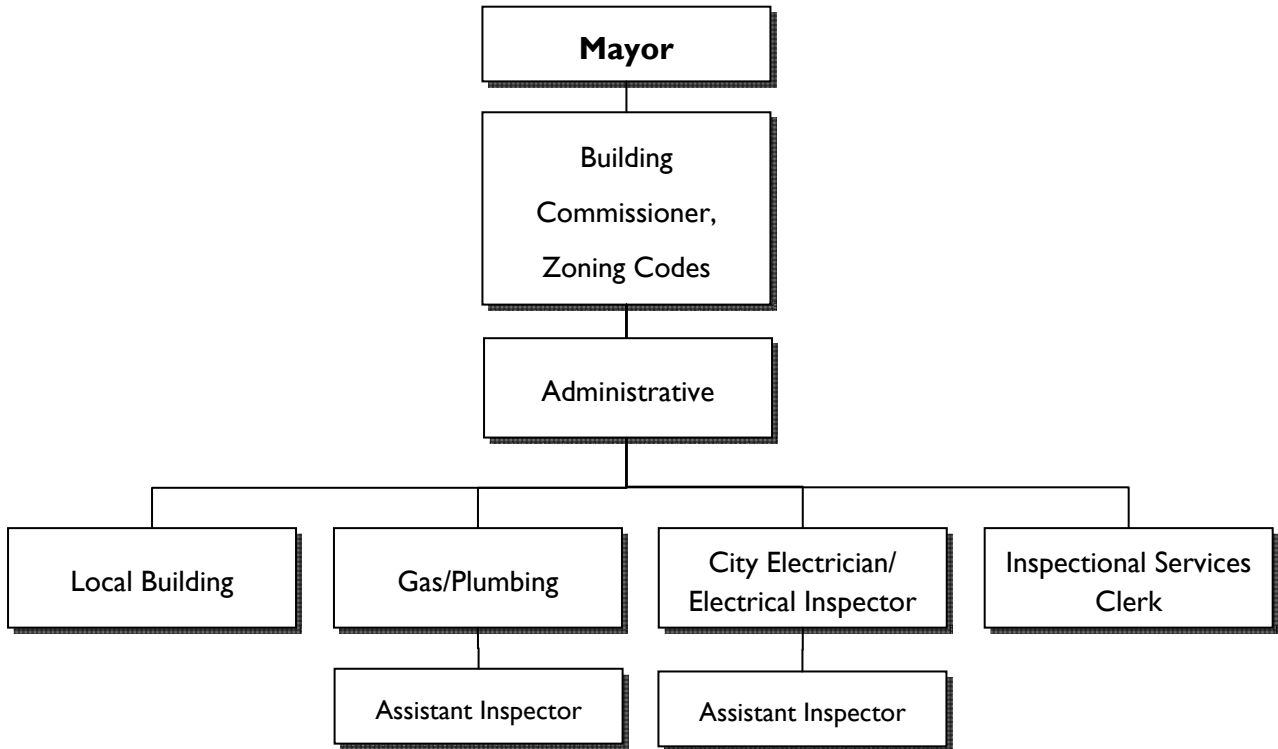 Mayor
Building
Commissioner,
Zoning Codes
Administrative
Local Building
Gas/Plumbing
City Electrician/
Electrical Inspector
Inspectional Services
Clerk
Assistant Inspector
Assistant Inspector